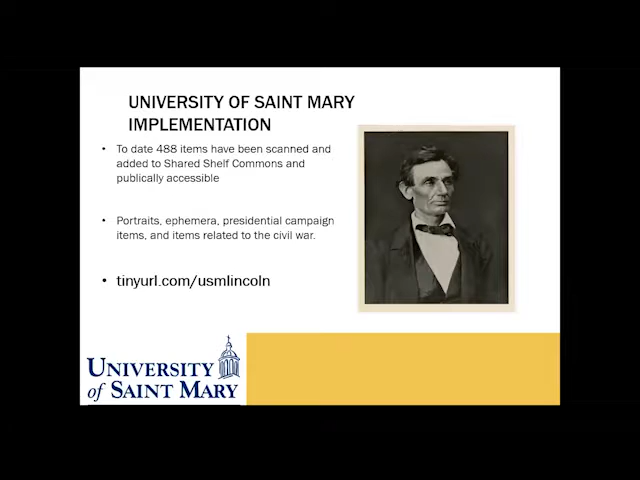 UNIVERSITY OF SAINT MARY
IMPLEMENTATION
• To date 488 items have been scanned and
added to Shared Shelf Commons and
publically accessible
• Portraits, ephemera, presidential campaign
items, and items related to the civil war.
• tinyurl.com/usmlincoln
UNIVERSITY
of SAINT MARY